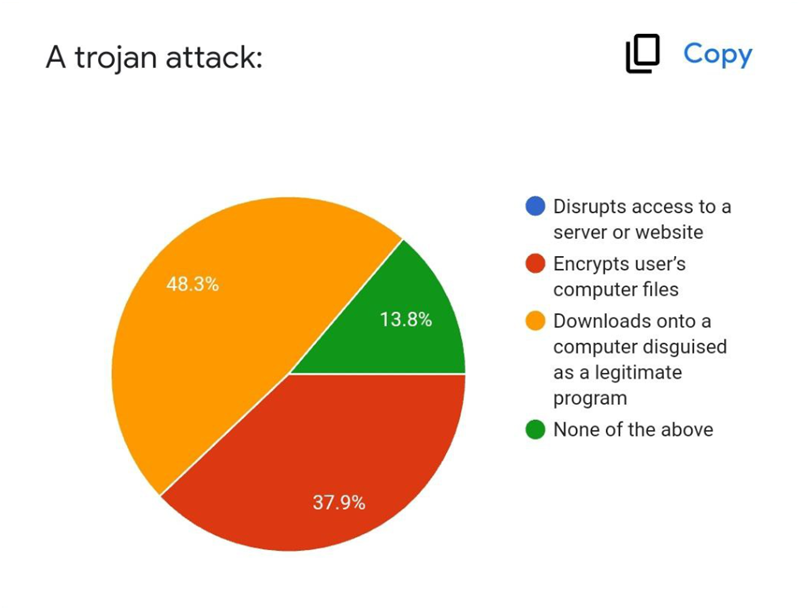 A trojan attack:
Copy
Disrupts access to a
server or website
Encrypts user’s
computer files
Downloads onto a
computer disguised
as a legitimate
program
None of the above
48.3%
13.8%
37.9%